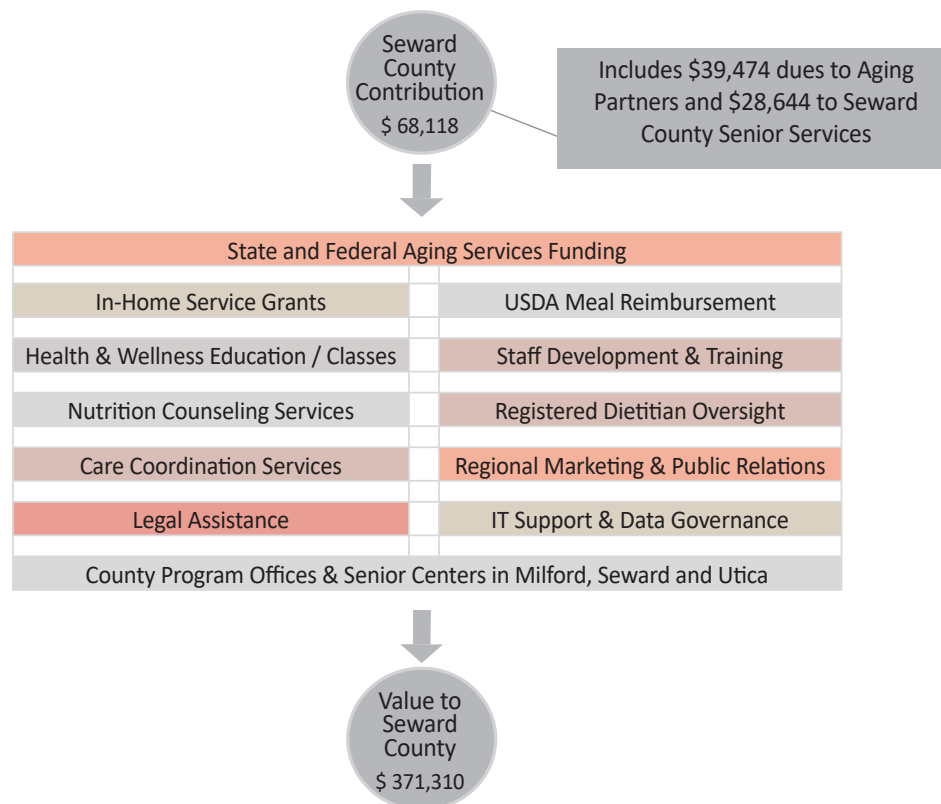 Seward
County
Contribution
$ 68,118
Includes $39,474 dues to Aging
Partners and $28,644 to Seward
County Senior Services
State and Federal Aging Services Funding
In-Home Service Grants
USDA Meal Reimbursement
Health & Wellness Education / Classes
Staff Development & Training
Nutrition Counseling Services
Registered Dietitian Oversight
Care Coordination Services
Regional Marketing & Public Relations
Legal Assistance
IT Support & Data Governance
County Program Offices & Senior Centers in Milford, Seward and Utica
Value to
Seward
County
$ 371,310